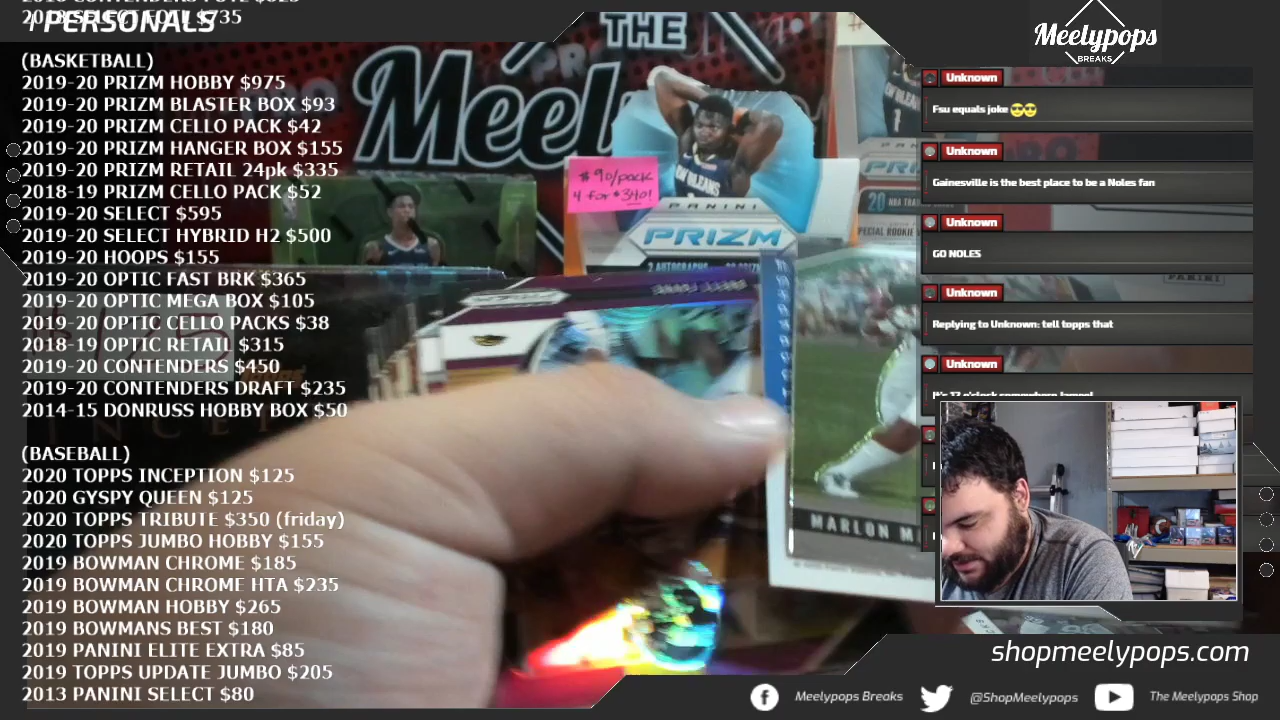 / PERSONALS
(BASKETBALL)
2019-20 PRIZM HOBBY $975
2019-20 PRIZM BLASTER BOX $93
2019-20 PRIZM CELLO PACK $42
2019-20 PRIZM HANGER BOX $155
2019-20 PRIZM RETAIL 24pk $335
2018-19 PRIZM CELLO PACK $52
2019-20 SELECT $595
2019-20 SELECT HYBRID H2 $500
2019-20 HOOPS $155
2019-20 OPTIC FAST BRK $365
2019-20 OPTIC MEGA BOX $105
2019-20 OPTIC CELLO PACKS $38
2018-19 OPTIC RETAIL $315
2019-20 CONTENDERS $450
2019-20 CONTENDERS DRAFT $235
2014-15 DONRUSS HOBBY BOX $50
(BASEBALL)
2020 TOPPS INCEPTION $125
2020 GYSPY QUEEN $125
2020 TOPPS TRIBUTE $350 (friday)
2020 TOPPS JUMBO HOBBY $155
2019 BOWMAN CHROME $185
2019 BOWMAN CHROME HTA $235
2019 BOWMAN HOBBY $265
2019 BOWMANS BEST $180
2019 PANINI ELITE EXTRA $85
2019 TOPPS UPDATE JUMBO $205
2013 PANINI SELECT $80
THE
Meel
$90/pack
4 for $340!
PANINI
PRIZM
MARLON
Meelypops
BREAKS
Unknown
Fsu equals joke 😎😎
Unknown
Gainesville is the best place to be a Noles fan
Unknown
GO NOLES
Unknown
Replying to Unknown: tell topps that
Unknown
shopmeelypops.com
Meelypops Breaks
@ShopMeelypops
The Meelypops Shop